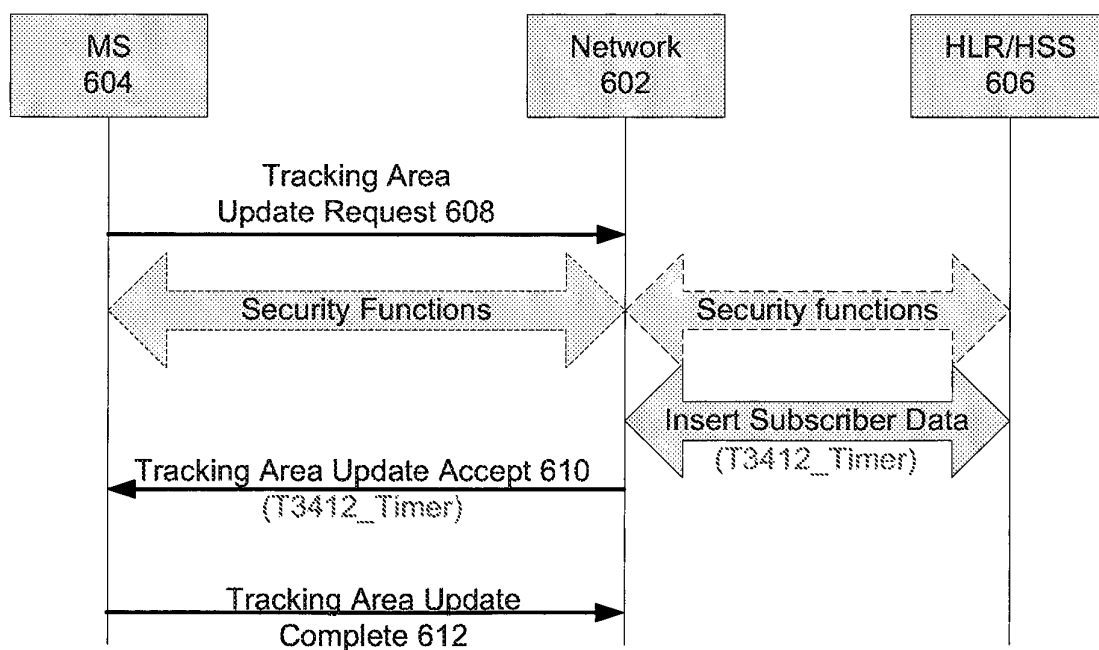 MS
604
Network
602
HLR/HSS
606
Tracking Area
Update Request 608
Security Functions
Security functions
Insert Subscriber Data
(T3412_Timer)
Tracking Area Update Accept 610
(T3412_Timer)
Tracking Area Update
Complete 612